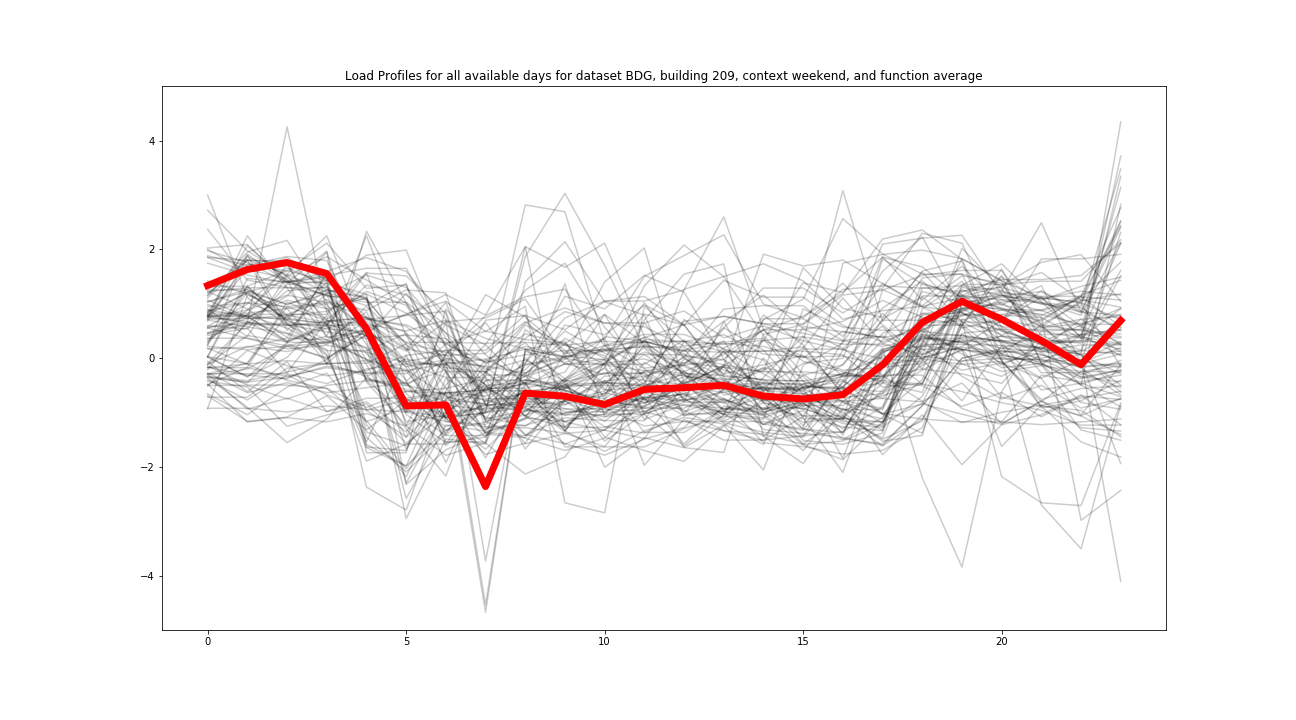 Load Profiles for all available days for dataset BDG, building 209, context weekend, and function average
4
2
0
−2
−4
0 5 10 15 20